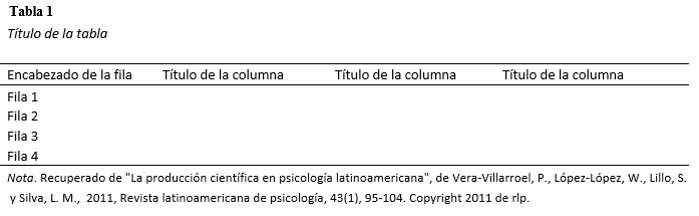 Tabla 1
Título de la tabla
Encabezado de la fila Título de la columna Título de la columna Título de la columna
Fila 1
Fila 2
Fila 3
Fila 4
Nota. Recuperado de "La producción científica en psicología latinoamericana", de Vera-Villarroel, P., López-López, W., Lillo, S.
y Silva, L. M., 2011, Revista latinoamericana de psicología, 43(1), 95-104. Copyright 2011 de rlp.